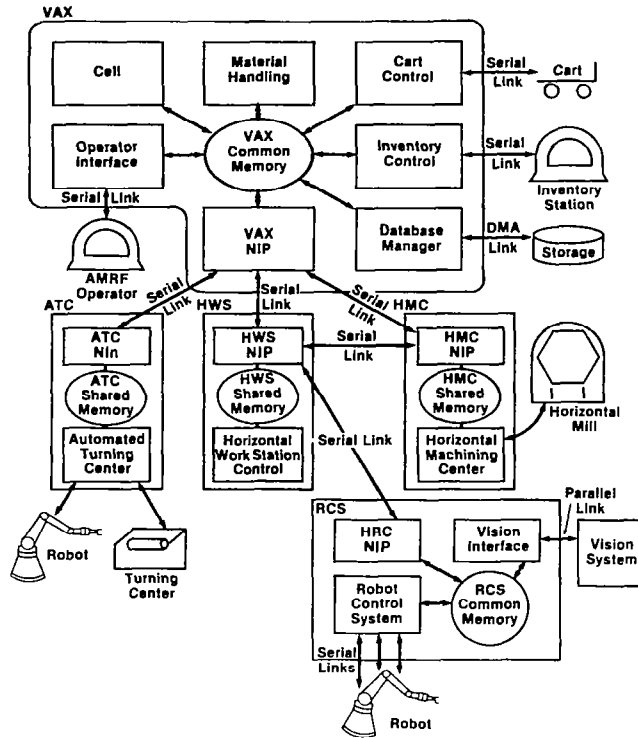 VAX
Cell
Material
Handling
Cart
Control
Serial
Link
Cart
Operator
Interface
VAX
Common
Memory
Inventory
Control
Serial
Link
Inventory
Station
Serial Link
VAX
NIP
Database
Manager
DMA
Link
Storage
AMRF
Operator
Serial
Link
Serial
Link
Serial
Link
ATC
HWS
HMC
ATC
NIn
HWS
NIP
Serial
Link
HMC
NIP
ATC
Shared
Memory
HWS
Shared
Memory
HMC
Shared
Memory
Horizontal
Mill
Automated
Turning
Center
Horizontal
Work Station
Control
Horizontal
Machining
Center
Serial Link
Robot
Turning
Center
RCS
HRC
NIP
Vision
Interface
Parallel
Link
Vision
System
Robot
Control
System
RCS
Common
Memory
Serial
Links
Robot